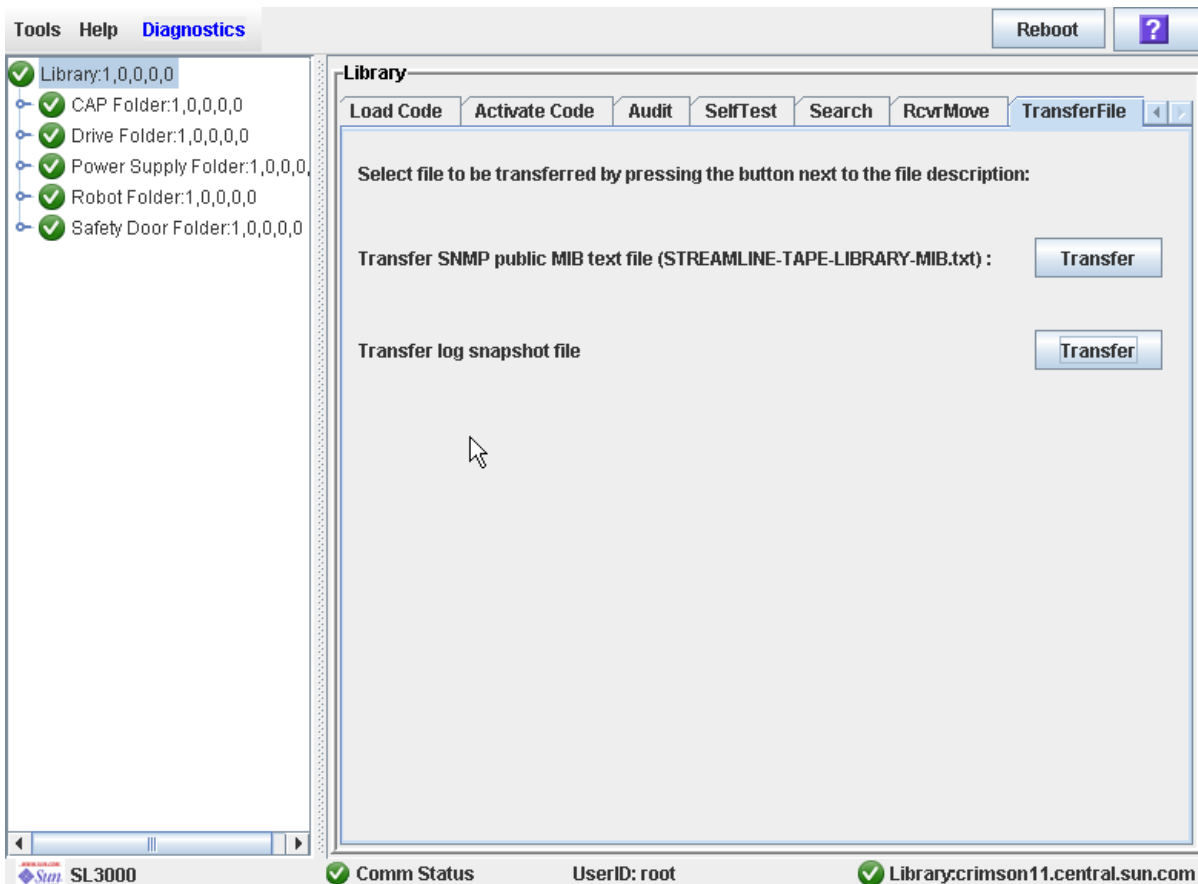 Tools Help Diagnostics
Reboot
?
Library:1,0,0,0,0
CAP Folder:1,0,0,0,0
Drive Folder:1,0,0,0,0
Power Supply Folder:1,0,0,0,
Robot Folder:1,0,0,0,0
Safety Door Folder:1,0,0,0,0
Library
Load Code Activate Code Audit SelfTest Search RcvrMove TransferFile
Select file to be transferred by pressing the button next to the file description:
Transfer SNMP public MIB text file (STREAMLINE-TAPE-LIBRARY-MIB.txt) : Transfer
Transfer log snapshot file Transfer
Sun SL3000 Comm Status UserID: root Library:crimson11.central.sun.com